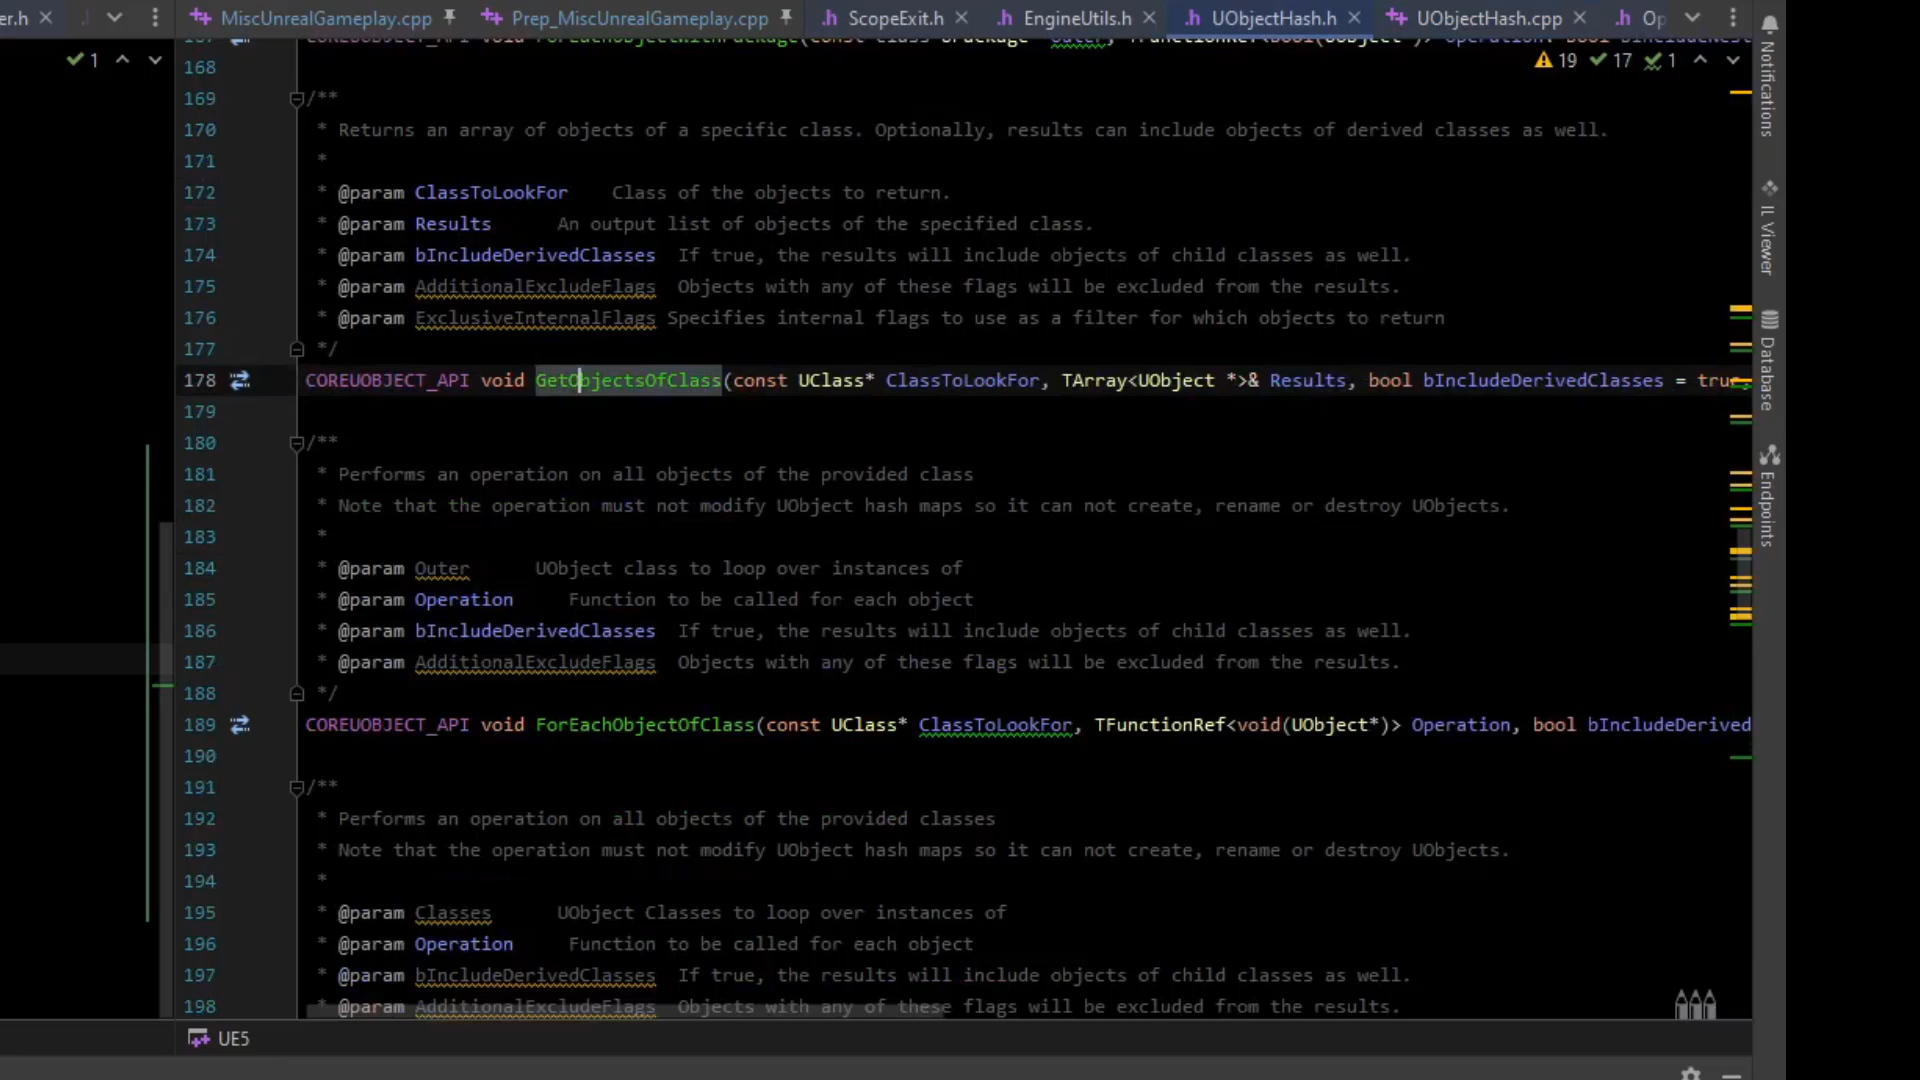 er.h
MiscUnrealGameplay.cpp
Prep_MiscUnrealGameplay.cpp
ScopeExit.h
EngineUtils.h
UObjectHash.h
UObjectHash.cpp
Op
1
19 17 1
168
169 /**
170 * Returns an array of objects of a specific class. Optionally, results can include objects of derived classes as well.
171 *
172 * @param ClassToLookFor Class of the objects to return.
173 * @param Results An output list of objects of the specified class.
174 * @param bIncludeDerivedClasses If true, the results will include objects of child classes as well.
175 * @param AdditionalExcludeFlags Objects with any of these flags will be excluded from the results.
176 * @param ExclusiveInternalFlags Specifies internal flags to use as a filter for which objects to return
177 */
178 COREUOBJECT_API void GetObjectsOfClass(const UClass* ClassToLookFor, TArray<UObject *>& Results, bool bIncludeDerivedClasses = true,
179
180 /**
181 * Performs an operation on all objects of the provided class
182 * Note that the operation must not modify UObject hash maps so it can not create, rename or destroy UObjects.
183 *
184 * @param Outer UObject class to loop over instances of
185 * @param Operation Function to be called for each object
186 * @param bIncludeDerivedClasses If true, the results will include objects of child classes as well.
187 * @param AdditionalExcludeFlags Objects with any of these flags will be excluded from the results.
188 */
189 COREUOBJECT_API void ForEachObjectOfClass(const UClass* ClassToLookFor, TFunctionRef<void(UObject*)> Operation, bool bIncludeDerived
190
191 /**
192 * Performs an operation on all objects of the provided classes
193 * Note that the operation must not modify UObject hash maps so it can not create, rename or destroy UObjects.
194 *
195 * @param Classes UObject Classes to loop over instances of
196 * @param Operation Function to be called for each object
197 * @param bIncludeDerivedClasses If true, the results will include objects of child classes as well.
198 * @param AdditionalExcludeFlags Objects with any of these flags will be excluded from the results.
UE5
Notifications
IL Viewer
Database
Endpoints